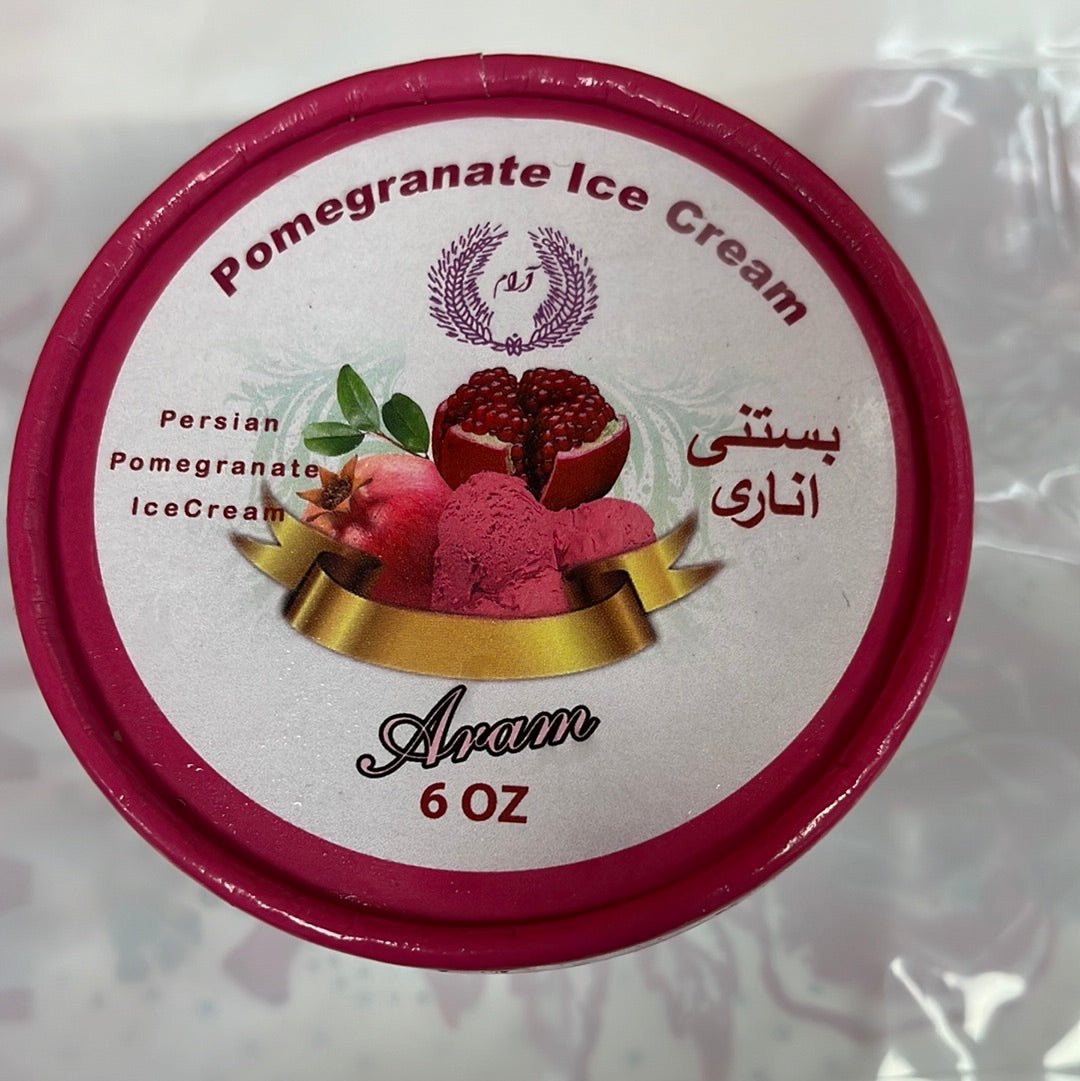 Pomegranate Ice Cream
آرام
Persian
Pomegranate
IceCream
بستنی
اناری
Aram
6 OZ